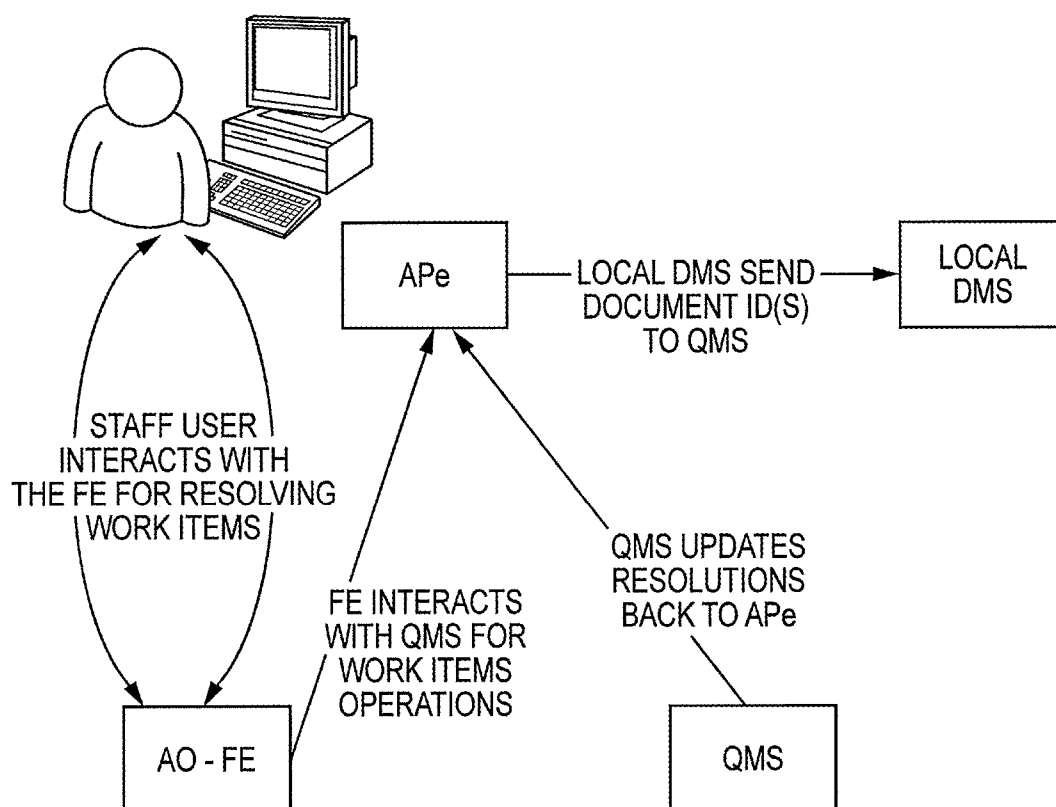 APe
LOCAL DMS SEND
DOCUMENT ID(S)
TO QMS
LOCAL
DMS
STAFF USER
INTERACTS WITH
THE FE FOR RESOLVING
WORK ITEMS
FE INTERACTS
WITH QMS FOR
WORK ITEMS
OPERATIONS
QMS UPDATES
RESOLUTIONS
BACK TO APe
AO - FE
QMS